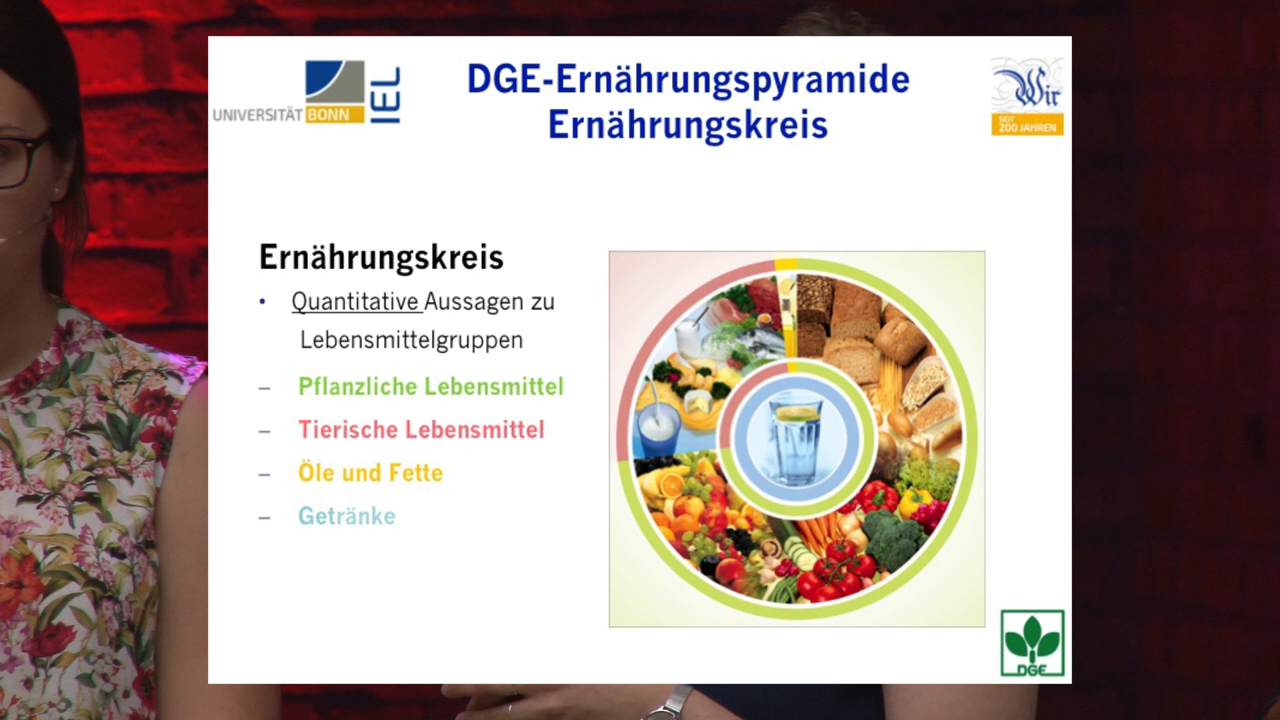 UNIVERSITÄT BONN
IEL
DGE-Ernährungspyramide
Ernährungskreis
Wir
SEIT
200 JAHREN
Ernährungskreis
• Quantitative Aussagen zu
Lebensmittelgruppen
– Pflanzliche Lebensmittel
– Tierische Lebensmittel
– Öle und Fette
– Getränke
DGE